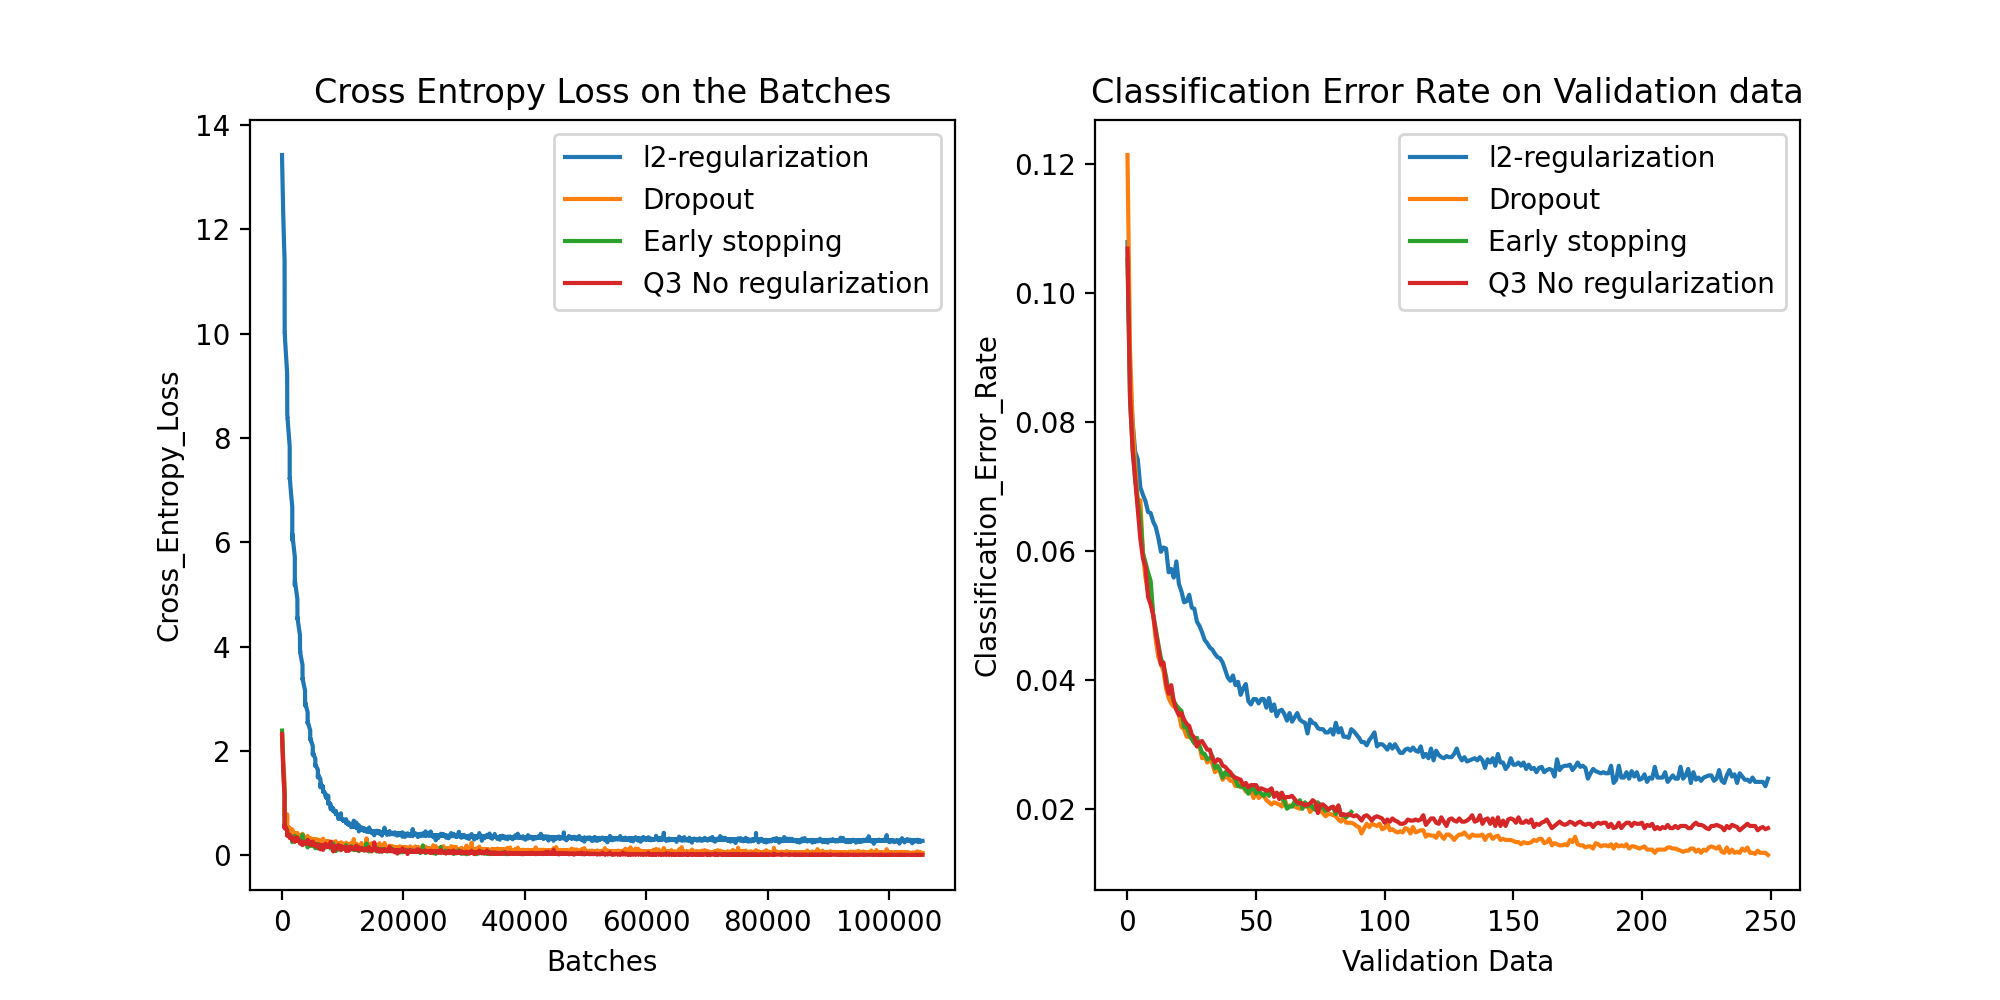 Cross Entropy Loss on the Batches
14
12
10
8
6
4
2
0
Cross_Entropy_Loss
l2-regularization
Dropout
Early stopping
Q3 No regularization
0 20000 40000 60000 80000 100000
Batches
Classification Error Rate on Validation data
0.12
0.10
0.08
0.06
0.04
0.02
Classification_Error_Rate
l2-regularization
Dropout
Early stopping
Q3 No regularization
0 50 100 150 200 250
Validation Data